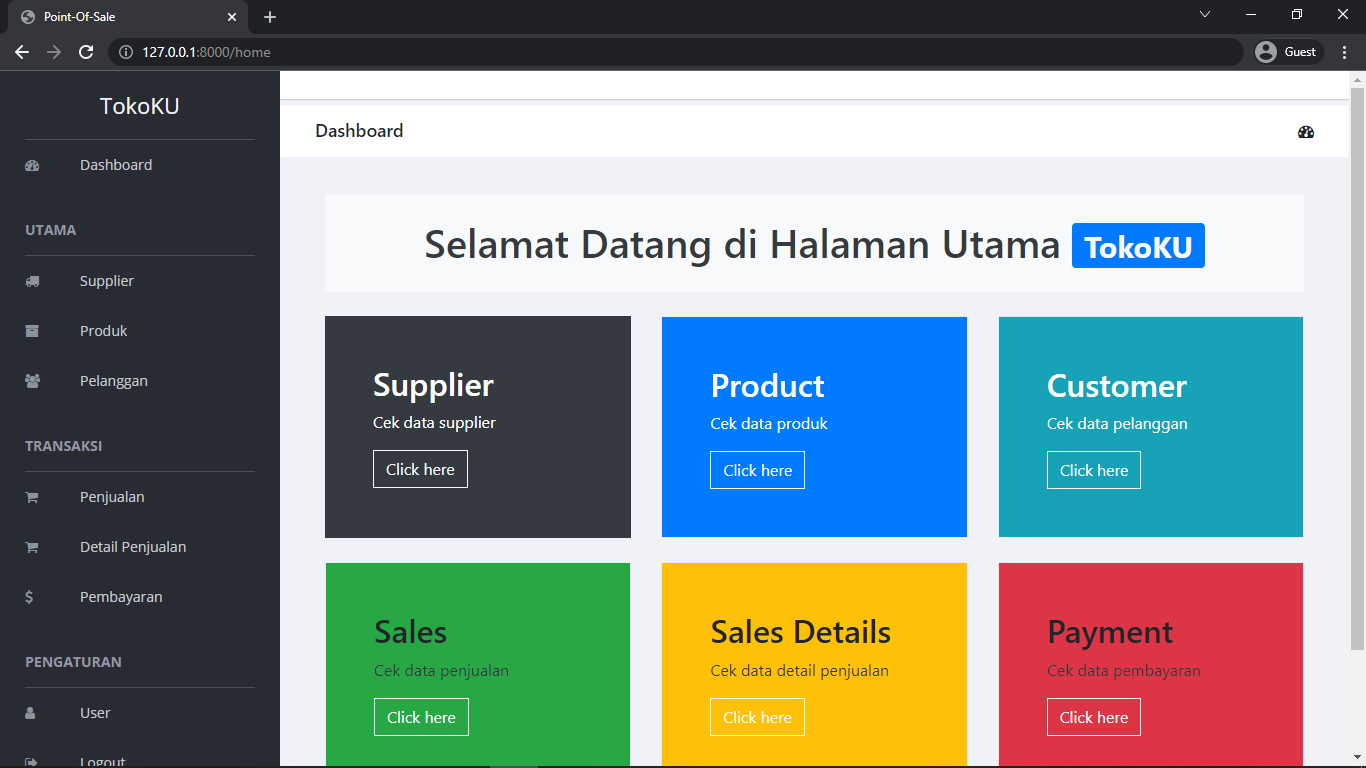 Point-Of-Sale
127.0.0.1:8000/home
Guest
TokoKU
Dashboard
UTAMA
Supplier
Produk
Pelanggan
TRANSAKSI
Penjualan
Detail Penjualan
$ Pembayaran
PENGATURAN
User
Logout
Dashboard
Selamat Datang di Halaman Utama TokoKU
Supplier
Cek data supplier
Click here
Product
Cek data produk
Click here
Customer
Cek data pelanggan
Click here
Sales
Cek data penjualan
Click here
Sales Details
Cek data detail penjualan
Click here
Payment
Cek data pembayaran
Click here